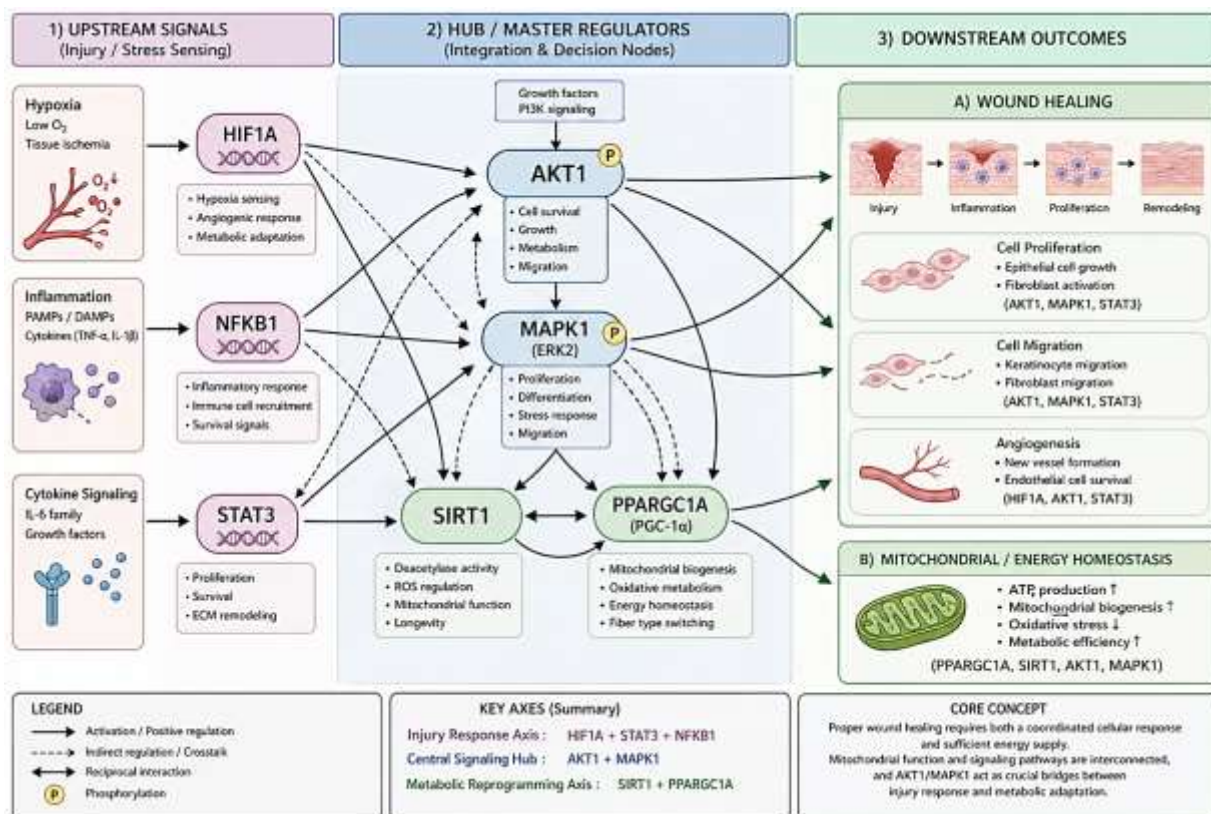 1) UPSTREAM SIGNALS
(Injury / Stress Sensing)
2) HUB / MASTER REGULATORS
(Integration & Decision Nodes)
3) DOWNSTREAM OUTCOMES
Hypoxia
Low O₂
Tissue ischemia
O₂↓
O₂
HIF1A
• Hypoxia sensing
• Angiogenic response
• Metabolic adaptation
Inflammation
PAMPs / DAMPs
Cytokines (TNF-α, IL-1β)
NFKB1
• Inflammatory response
• Immune cell recruitment
• Survival signals
Cytokine Signaling
IL-6 family
Growth factors
STAT3
• Proliferation
• Survival
• ECM remodeling
Growth factors
PI3K signaling
AKT1
P
• Cell survival
• Growth
• Metabolism
• Migration
MAPK1
(ERK2)
P
• Proliferation
• Differentiation
• Stress response
• Migration
SIRT1
• Deacetylase activity
• ROS regulation
• Mitochondrial function
• Longevity
PPARGC1A
(PGC-1α)
• Mitochondrial biogenesis
• Oxidative metabolism
• Energy homeostasis
• Fiber type switching
A) WOUND HEALING
Injury
Inflammation
Proliferation
Remodeling
Cell Proliferation
• Epithelial cell growth
• Fibroblast activation
(AKT1, MAPK1, STAT3)
Cell Migration
• Keratinocyte migration
• Fibroblast migration
(AKT1, MAPK1, STAT3)
Angiogenesis
• New vessel formation
• Endothelial cell survival
(HIF1A, AKT1, STAT3)
B) MITOCHONDRIAL / ENERGY HOMEOSTASIS
• ATP production ↑
• Mitochondrial biogenesis ↑
• Oxidative stress ↓
• Metabolic efficiency ↑
(PPARGC1A, SIRT1, AKT1, MAPK1)
LEGEND
Activation / Positive regulation
Indirect regulation / Crosstalk
Reciprocal interaction
P Phosphorylation
KEY AXES (Summary)
Injury Response Axis : HIF1A + STAT3 + NFKB1
Central Signaling Hub : AKT1 + MAPK1
Metabolic Reprogramming Axis : SIRT1 + PPARGC1A
CORE CONCEPT
Proper wound healing requires both a coordinated cellular response
and sufficient energy supply.
Mitochondrial function and signaling pathways are interconnected,
and AKT1/MAPK1 act as crucial bridges between
injury response and metabolic adaptation.